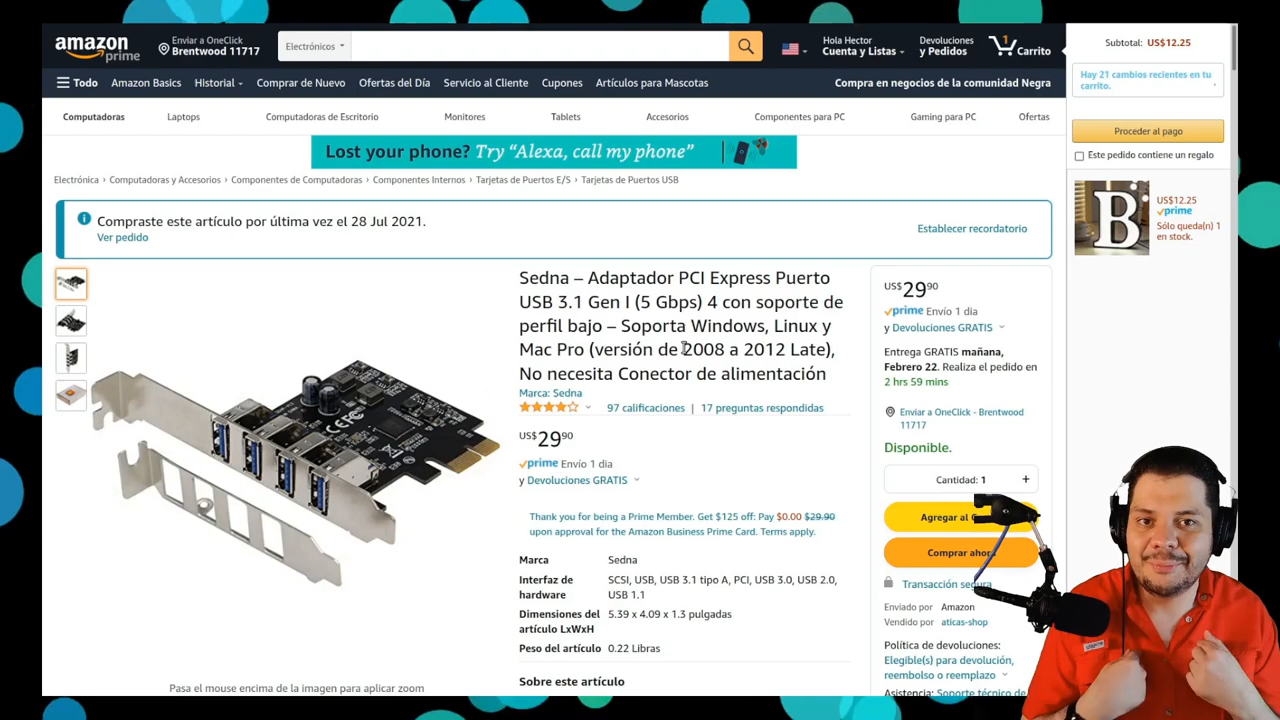 amazon
prime
Enviar a OneClick
Brentwood 11717
Electrónicos
Hola Hector
Cuenta y Listas
Devoluciones
y Pedidos
1
Carrito
Todo
Amazon Basics
Historial
Comprar de Nuevo
Ofertas del Día
Servicio al Cliente
Cupones
Artículos para Mascotas
Compra en negocios de la comunidad Negra
Computadoras
Laptops
Computadoras de Escritorio
Monitores
Tablets
Accesorios
Componentes para PC
Gaming para PC
Ofertas
Lost your phone? Try “Alexa, call my phone”
Electrónica › Computadoras y Accesorios › Componentes de Computadoras › Componentes Internos › Tarjetas de Puertos E/S › Tarjetas de Puertos USB
Compraste este artículo por última vez el 28 Jul 2021.
Ver pedido
Establecer recordatorio
Sedna – Adaptador PCI Express Puerto
USB 3.1 Gen I (5 Gbps) 4 con soporte de
perfil bajo – Soporta Windows, Linux y
Mac Pro (versión de 2008 a 2012 Late),
No necesita Conector de alimentación
Marca: Sedna
97 calificaciones | 17 preguntas respondidas
US$29.90
prime Envío 1 dia
y Devoluciones GRATIS
Thank you for being a Prime Member. Get $125 off: Pay $0.00 $29.90
upon approval for the Amazon Business Prime Card. Terms apply.
Marca Sedna
Interfaz de hardware SCSI, USB, USB 3.1 tipo A, PCI, USB 3.0, USB 2.0,
USB 1.1
Dimensiones del artículo LxWxH 5.39 x 4.09 x 1.3 pulgadas
Peso del artículo 0.22 Libras
Sobre este artículo
Pasa el mouse encima de la imagen para aplicar zoom
CE FC
US$29.90
prime Envío 1 dia
y Devoluciones GRATIS
Entrega GRATIS mañana,
Febrero 22. Realiza el pedido en
2 hrs 59 mins
Enviar a OneClick - Brentwood
11717
Disponible.
Cantidad: 1 +
Agregar al
Comprar ahora
Transacción segura
Enviado por Amazon
Vendido por aticas-shop
Política de devoluciones:
Elegible(s) para devolución,
reembolso o reemplazo
Asistencia: Soporte técnico de
Subtotal: US$12.25
Hay 21 cambios recientes en tu
carrito.
Proceder al pago
Este pedido contiene un regalo
B
US$12.25
prime
Sólo queda(n) 1
en stock.